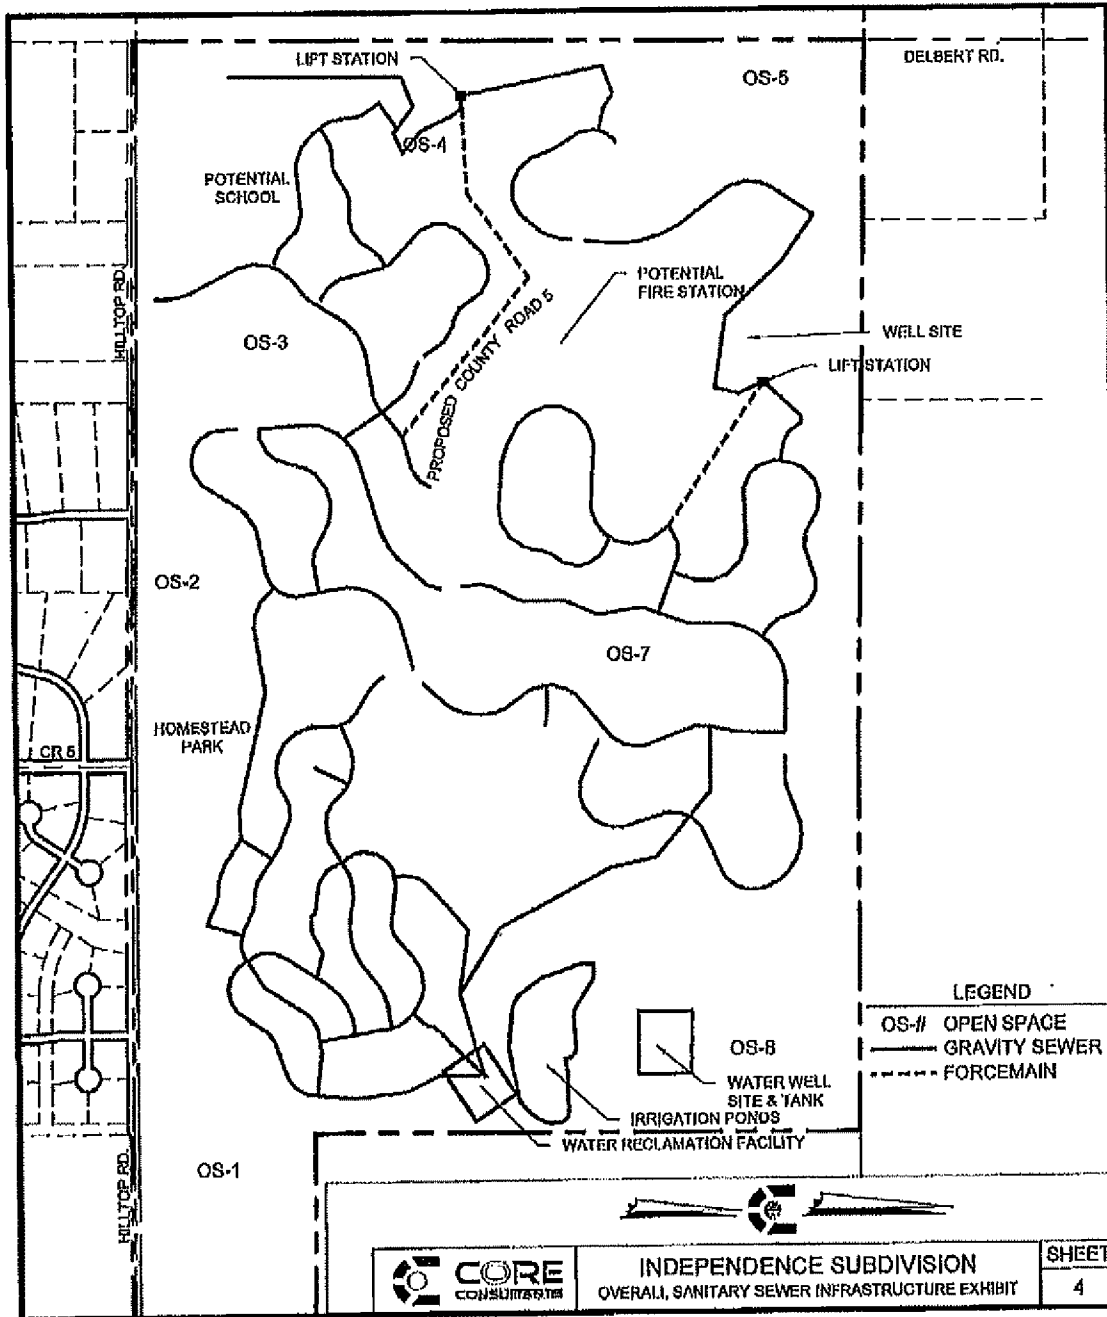 LIFT STATION
OS-5
DELBERT RD.
OS-4
POTENTIAL
SCHOOL
HILLTOP RD.
POTENTIAL
FIRE STATION
WELL SITE
OS-3
LIFT STATION
PROPOSED COUNTY ROAD 5
OS-2
OS-7
HOMESTEAD
PARK
CR 5
LEGEND
OS-# OPEN SPACE
GRAVITY SEWER
FORCEMAIN
OS-6
WATER WELL
SITE & TANK
IRRIGATION PONDS
WATER RECLAMATION FACILITY
OS-1
HILLTOP RD.
CORE
CONSULTANTS
INDEPENDENCE SUBDIVISION
OVERALL SANITARY SEWER INFRASTRUCTURE EXHIBIT
SHEET
4